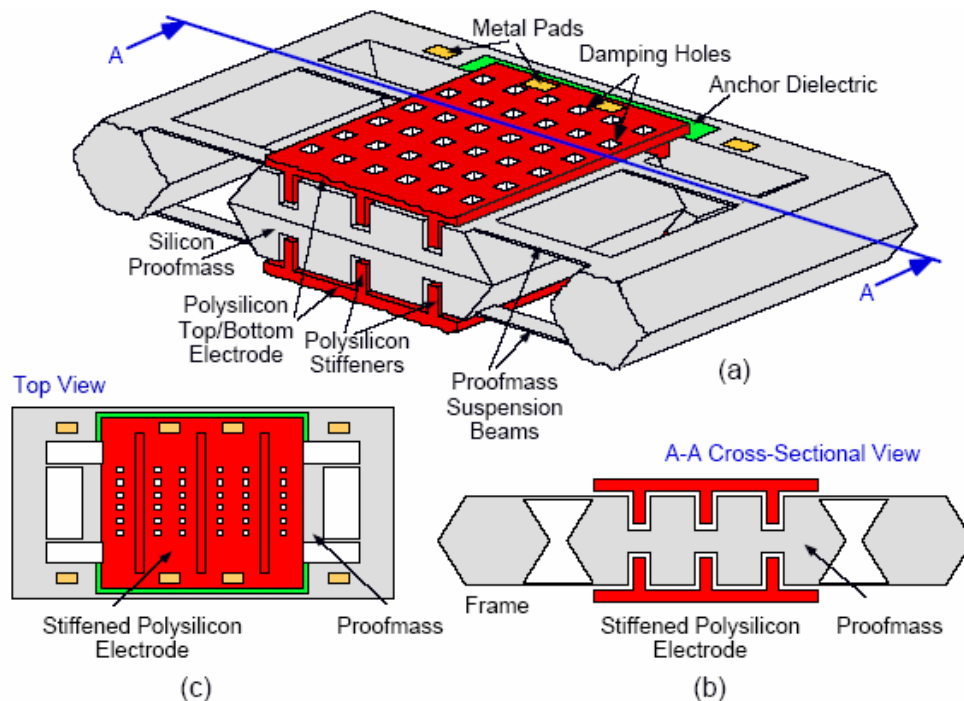 A
Metal Pads
Damping Holes
Anchor Dielectric
Silicon
Proofmass
Polysilicon
Top/Bottom
Electrode
Polysilicon
Stiffeners
Proofmass
Suspension
Beams
A
(a)
Top View
Stiffened Polysilicon
Electrode
Proofmass
(c)
A-A Cross-Sectional View
Frame
Stiffened Polysilicon
Electrode
Proofmass
(b)